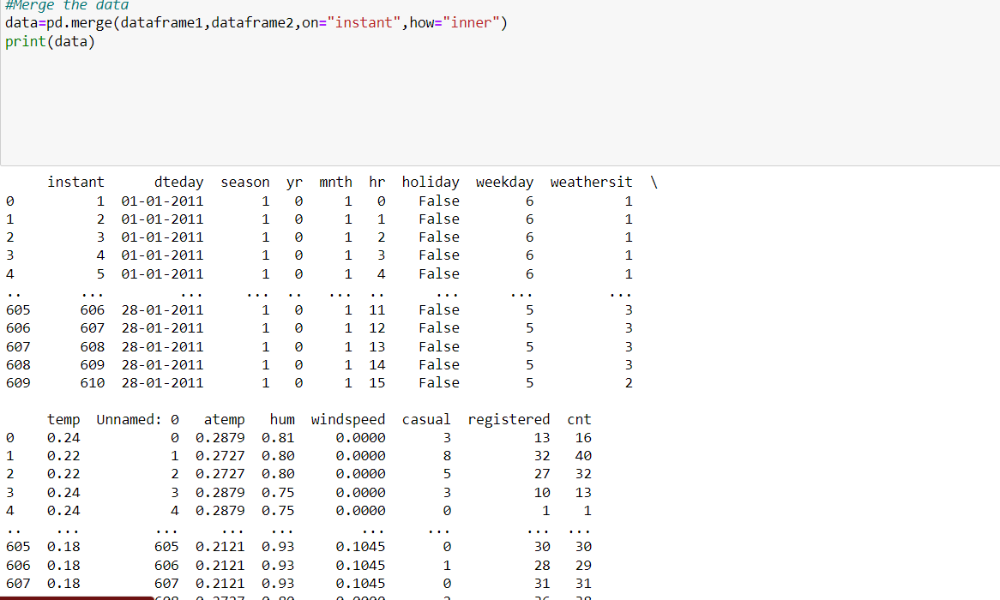 #Merge the data
data=pd.merge(dataframe1,dataframe2,on="instant",how="inner")
print(data)
instant dteday season yr mnth hr holiday weekday weathersit \
0 1 01-01-2011 1 0 1 0 False 6 1
1 2 01-01-2011 1 0 1 1 False 6 1
2 3 01-01-2011 1 0 1 2 False 6 1
3 4 01-01-2011 1 0 1 3 False 6 1
4 5 01-01-2011 1 0 1 4 False 6 1
.. ... ... ... .. ... .. ... ... ...
605 606 28-01-2011 1 0 1 11 False 5 3
606 607 28-01-2011 1 0 1 12 False 5 3
607 608 28-01-2011 1 0 1 13 False 5 3
608 609 28-01-2011 1 0 1 14 False 5 3
609 610 28-01-2011 1 0 1 15 False 5 2
temp Unnamed: 0 atemp hum windspeed casual registered cnt
0 0.24 0 0.2879 0.81 0.0000 3 13 16
1 0.22 1 0.2727 0.80 0.0000 8 32 40
2 0.22 2 0.2727 0.80 0.0000 5 27 32
3 0.24 3 0.2879 0.75 0.0000 3 10 13
4 0.24 4 0.2879 0.75 0.0000 0 1 1
.. ... ... ... ... ... ... ... ...
605 0.18 605 0.2121 0.93 0.1045 0 30 30
606 0.18 606 0.2121 0.93 0.1045 1 28 29
607 0.18 607 0.2121 0.93 0.1045 0 31 31